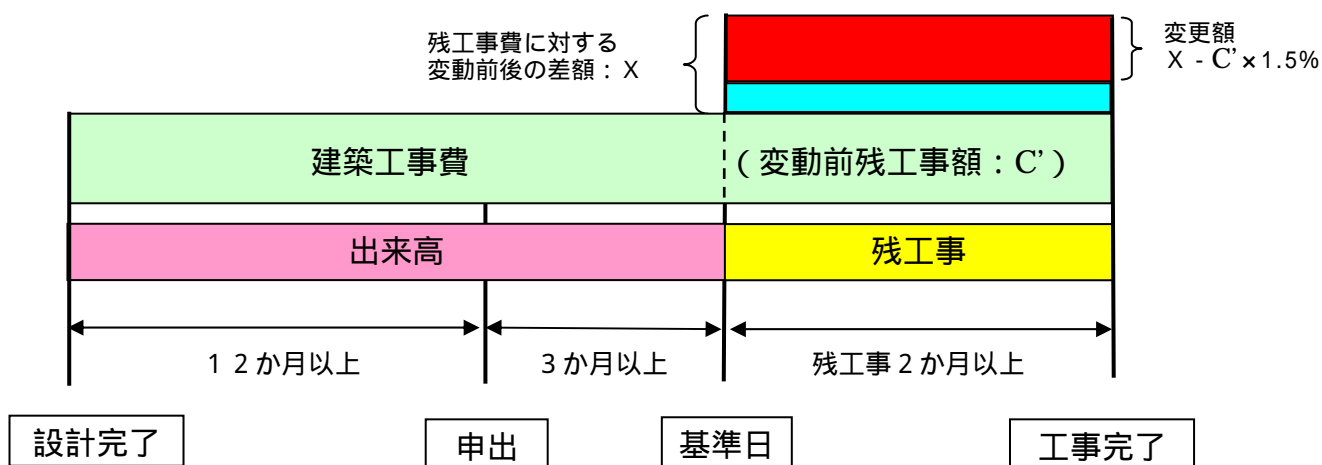 残工事費に対する
変動前後の差額：X
変更額
X - C'×1.5%
建築工事費
(変動前残工事額：C')
出来高
残工事
12か月以上
3か月以上
残工事2か月以上
設計完了
申出
基準日
工事完了